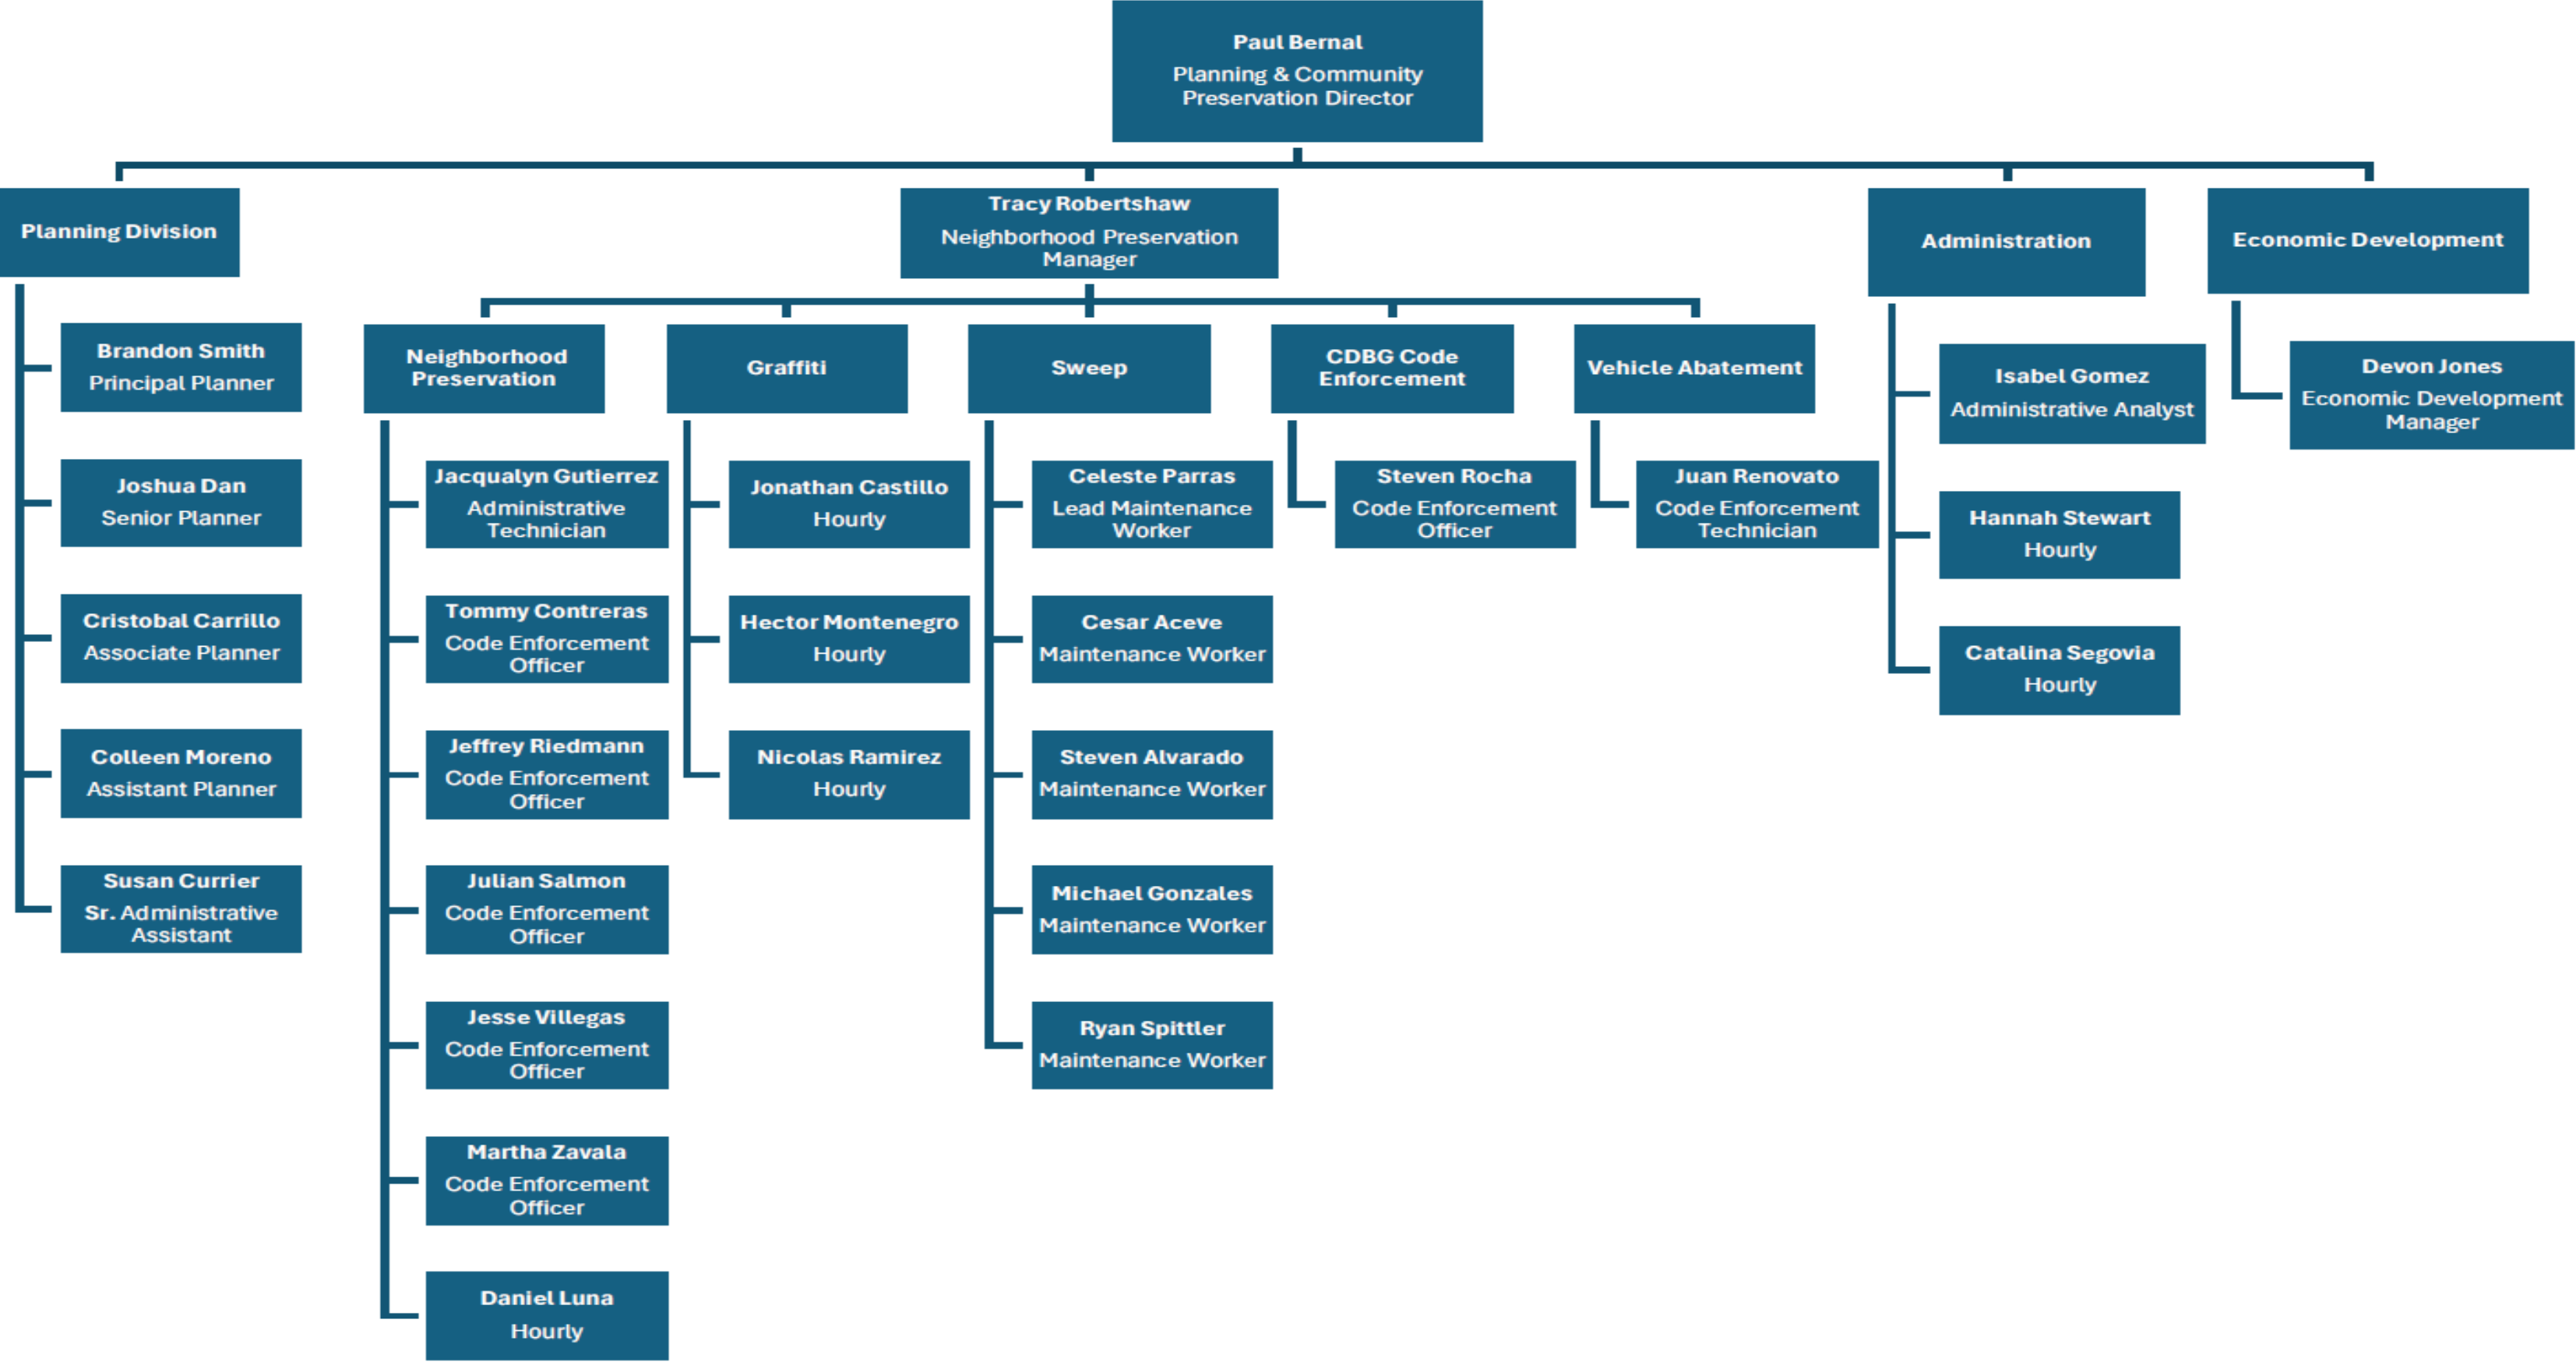 Paul Bernal
Planning & Community
Preservation Director
Planning Division
Tracy Robertshaw
Neighborhood Preservation
Manager
Administration
Economic Development
Brandon Smith
Principal Planner
Joshua Dan
Senior Planner
Cristobal Carrillo
Associate Planner
Colleen Moreno
Assistant Planner
Susan Currier
Sr. Administrative
Assistant
Neighborhood
Preservation
Jacqualyn Gutierrez
Administrative
Technician
Tommy Contreras
Code Enforcement
Officer
Jeffrey Riedmann
Code Enforcement
Officer
Julian Salmon
Code Enforcement
Officer
Jesse Villegas
Code Enforcement
Officer
Martha Zavala
Code Enforcement
Officer
Daniel Luna
Hourly
Graffiti
Jonathan Castillo
Hourly
Hector Montenegro
Hourly
Nicolas Ramirez
Hourly
Sweep
Celeste Parras
Lead Maintenance
Worker
Cesar Aceve
Maintenance Worker
Steven Alvarado
Maintenance Worker
Michael Gonzales
Maintenance Worker
Ryan Spittler
Maintenance Worker
CDBG Code
Enforcement
Steven Rocha
Code Enforcement
Officer
Vehicle Abatement
Juan Renovato
Code Enforcement
Technician
Isabel Gomez
Administrative Analyst
Hannah Stewart
Hourly
Catalina Segovia
Hourly
Devon Jones
Economic Development
Manager